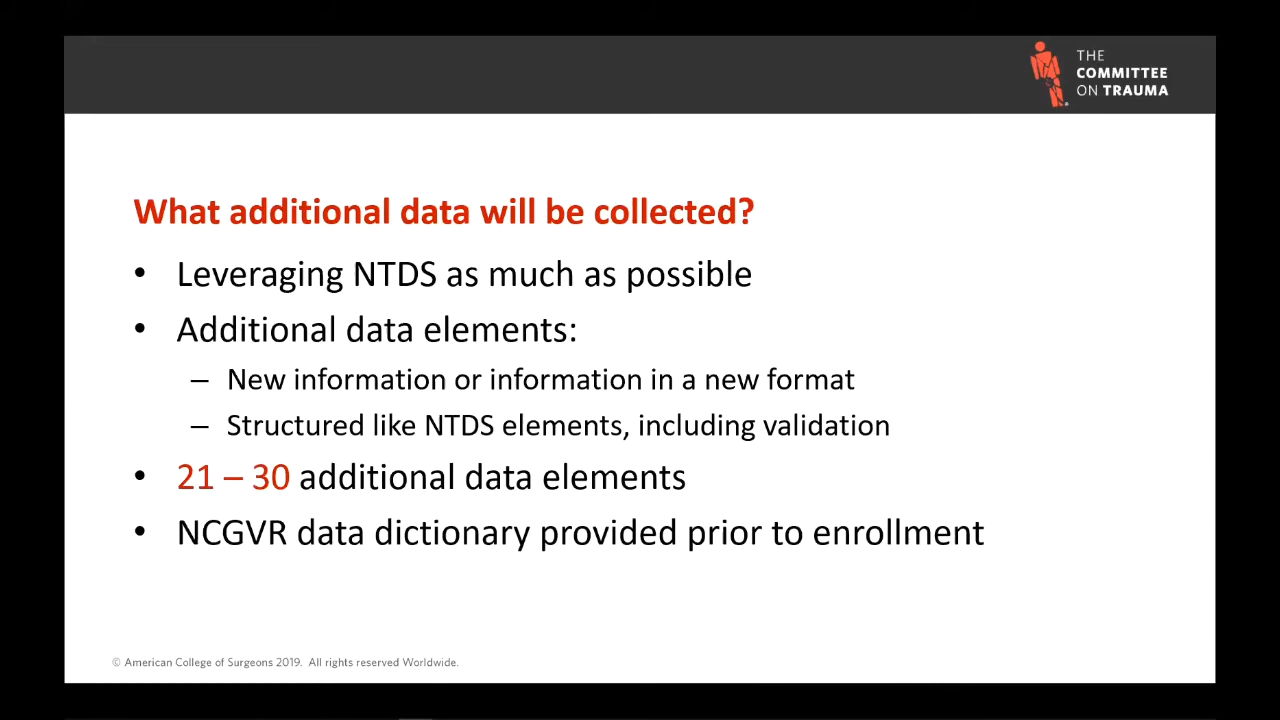 THE
COMMITTEE
ON TRAUMA
What additional data will be collected?
• Leveraging NTDS as much as possible
• Additional data elements:
– New information or information in a new format
– Structured like NTDS elements, including validation
• 21 – 30 additional data elements
• NCGVR data dictionary provided prior to enrollment
© American College of Surgeons 2019. All rights reserved Worldwide.